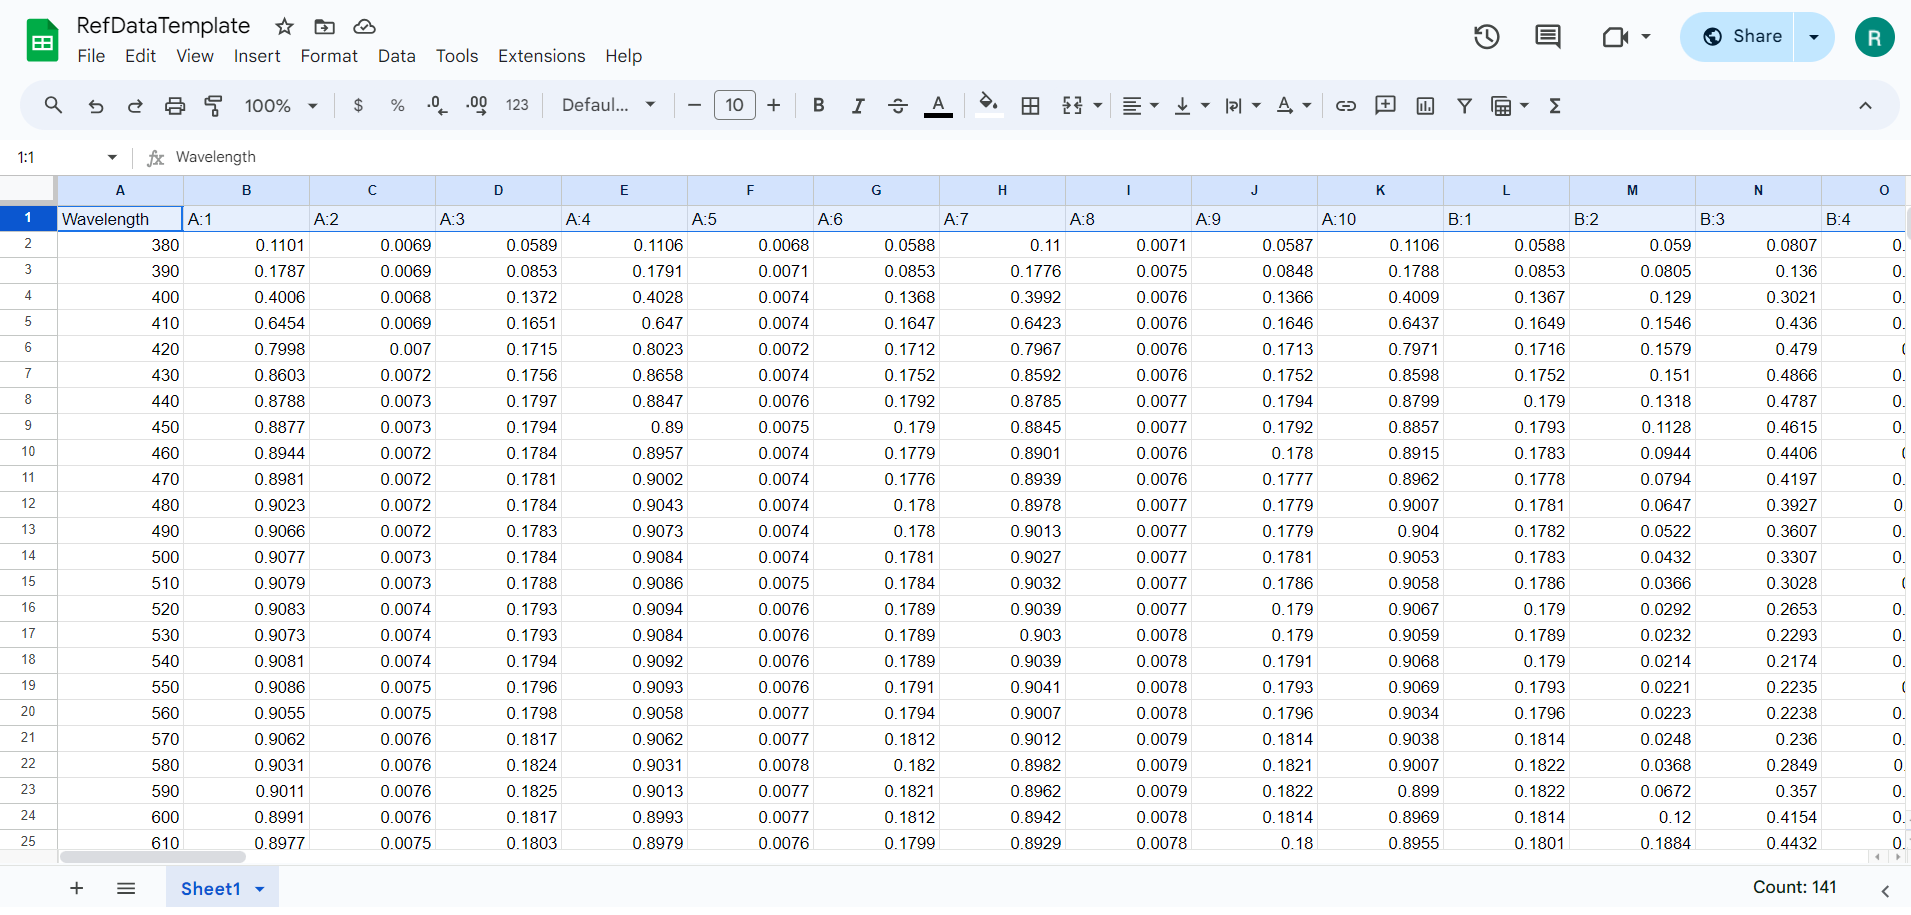 RefDataTemplate
File Edit View Insert Format Data Tools Extensions Help
Share
R
100% $ % .0 .00 123 Defaul... 10 B I A A Σ
1:1 fx Wavelength
A B C D E F G H I J K L M N O
1 Wavelength A:1 A:2 A:3 A:4 A:5 A:6 A:7 A:8 A:9 A:10 B:1 B:2 B:3 B:4
2 380 0.1101 0.0069 0.0589 0.1106 0.0068 0.0588 0.11 0.0071 0.0587 0.1106 0.0588 0.059 0.0807 0.
3 390 0.1787 0.0069 0.0853 0.1791 0.0071 0.0853 0.1776 0.0075 0.0848 0.1788 0.0853 0.0805 0.136 0.
4 400 0.4006 0.0068 0.1372 0.4028 0.0074 0.1368 0.3992 0.0076 0.1366 0.4009 0.1367 0.129 0.3021 0.
5 410 0.6454 0.0069 0.1651 0.647 0.0074 0.1647 0.6423 0.0076 0.1646 0.6437 0.1649 0.1546 0.436 0.
6 420 0.7998 0.007 0.1715 0.8023 0.0072 0.1712 0.7967 0.0076 0.1713 0.7971 0.1716 0.1579 0.479
7 430 0.8603 0.0072 0.1756 0.8658 0.0074 0.1752 0.8592 0.0076 0.1752 0.8598 0.1752 0.151 0.4866 0.
8 440 0.8788 0.0073 0.1797 0.8847 0.0076 0.1792 0.8785 0.0077 0.1794 0.8799 0.179 0.1318 0.4787 0.
9 450 0.8877 0.0073 0.1794 0.89 0.0075 0.179 0.8845 0.0077 0.1792 0.8857 0.1793 0.1128 0.4615 0.
10 460 0.8944 0.0072 0.1784 0.8957 0.0074 0.1779 0.8901 0.0076 0.178 0.8915 0.1783 0.0944 0.4406
11 470 0.8981 0.0072 0.1781 0.9002 0.0074 0.1776 0.8939 0.0076 0.1777 0.8962 0.1778 0.0794 0.4197 0.
12 480 0.9023 0.0072 0.1784 0.9043 0.0074 0.178 0.8978 0.0077 0.1779 0.9007 0.1781 0.0647 0.3927 0.
13 490 0.9066 0.0072 0.1783 0.9073 0.0074 0.178 0.9013 0.0077 0.1779 0.904 0.1782 0.0522 0.3607 0.
14 500 0.9077 0.0073 0.1784 0.9084 0.0074 0.1781 0.9027 0.0077 0.1781 0.9053 0.1783 0.0432 0.3307 0.
15 510 0.9079 0.0073 0.1788 0.9086 0.0075 0.1784 0.9032 0.0077 0.1786 0.9058 0.1786 0.0366 0.3028
16 520 0.9083 0.0074 0.1793 0.9094 0.0076 0.1789 0.9039 0.0077 0.179 0.9067 0.179 0.0292 0.2653 0.
17 530 0.9073 0.0074 0.1793 0.9084 0.0076 0.1789 0.903 0.0078 0.179 0.9059 0.1789 0.0232 0.2293 0.
18 540 0.9081 0.0074 0.1794 0.9092 0.0076 0.1789 0.9039 0.0078 0.1791 0.9068 0.179 0.0214 0.2174 0.
19 550 0.9086 0.0075 0.1796 0.9093 0.0076 0.1791 0.9041 0.0078 0.1793 0.9069 0.1793 0.0221 0.2235
20 560 0.9055 0.0075 0.1798 0.9058 0.0077 0.1794 0.9007 0.0078 0.1796 0.9034 0.1796 0.0223 0.2238 0.
21 570 0.9062 0.0076 0.1817 0.9062 0.0077 0.1812 0.9012 0.0079 0.1814 0.9038 0.1814 0.0248 0.236 0.
22 580 0.9031 0.0076 0.1824 0.9031 0.0078 0.182 0.8982 0.0079 0.1821 0.9007 0.1822 0.0368 0.2849 0.
23 590 0.9011 0.0076 0.1825 0.9013 0.0077 0.1821 0.8962 0.0079 0.1822 0.899 0.1822 0.0672 0.357 0.
24 600 0.8991 0.0076 0.1817 0.8993 0.0077 0.1812 0.8942 0.0078 0.1814 0.8969 0.1814 0.12 0.4154 0.
25 610 0.8977 0.0075 0.1803 0.8979 0.0076 0.1799 0.8929 0.0078 0.18 0.8955 0.1801 0.1884 0.4432 0.
Sheet1 Count: 141